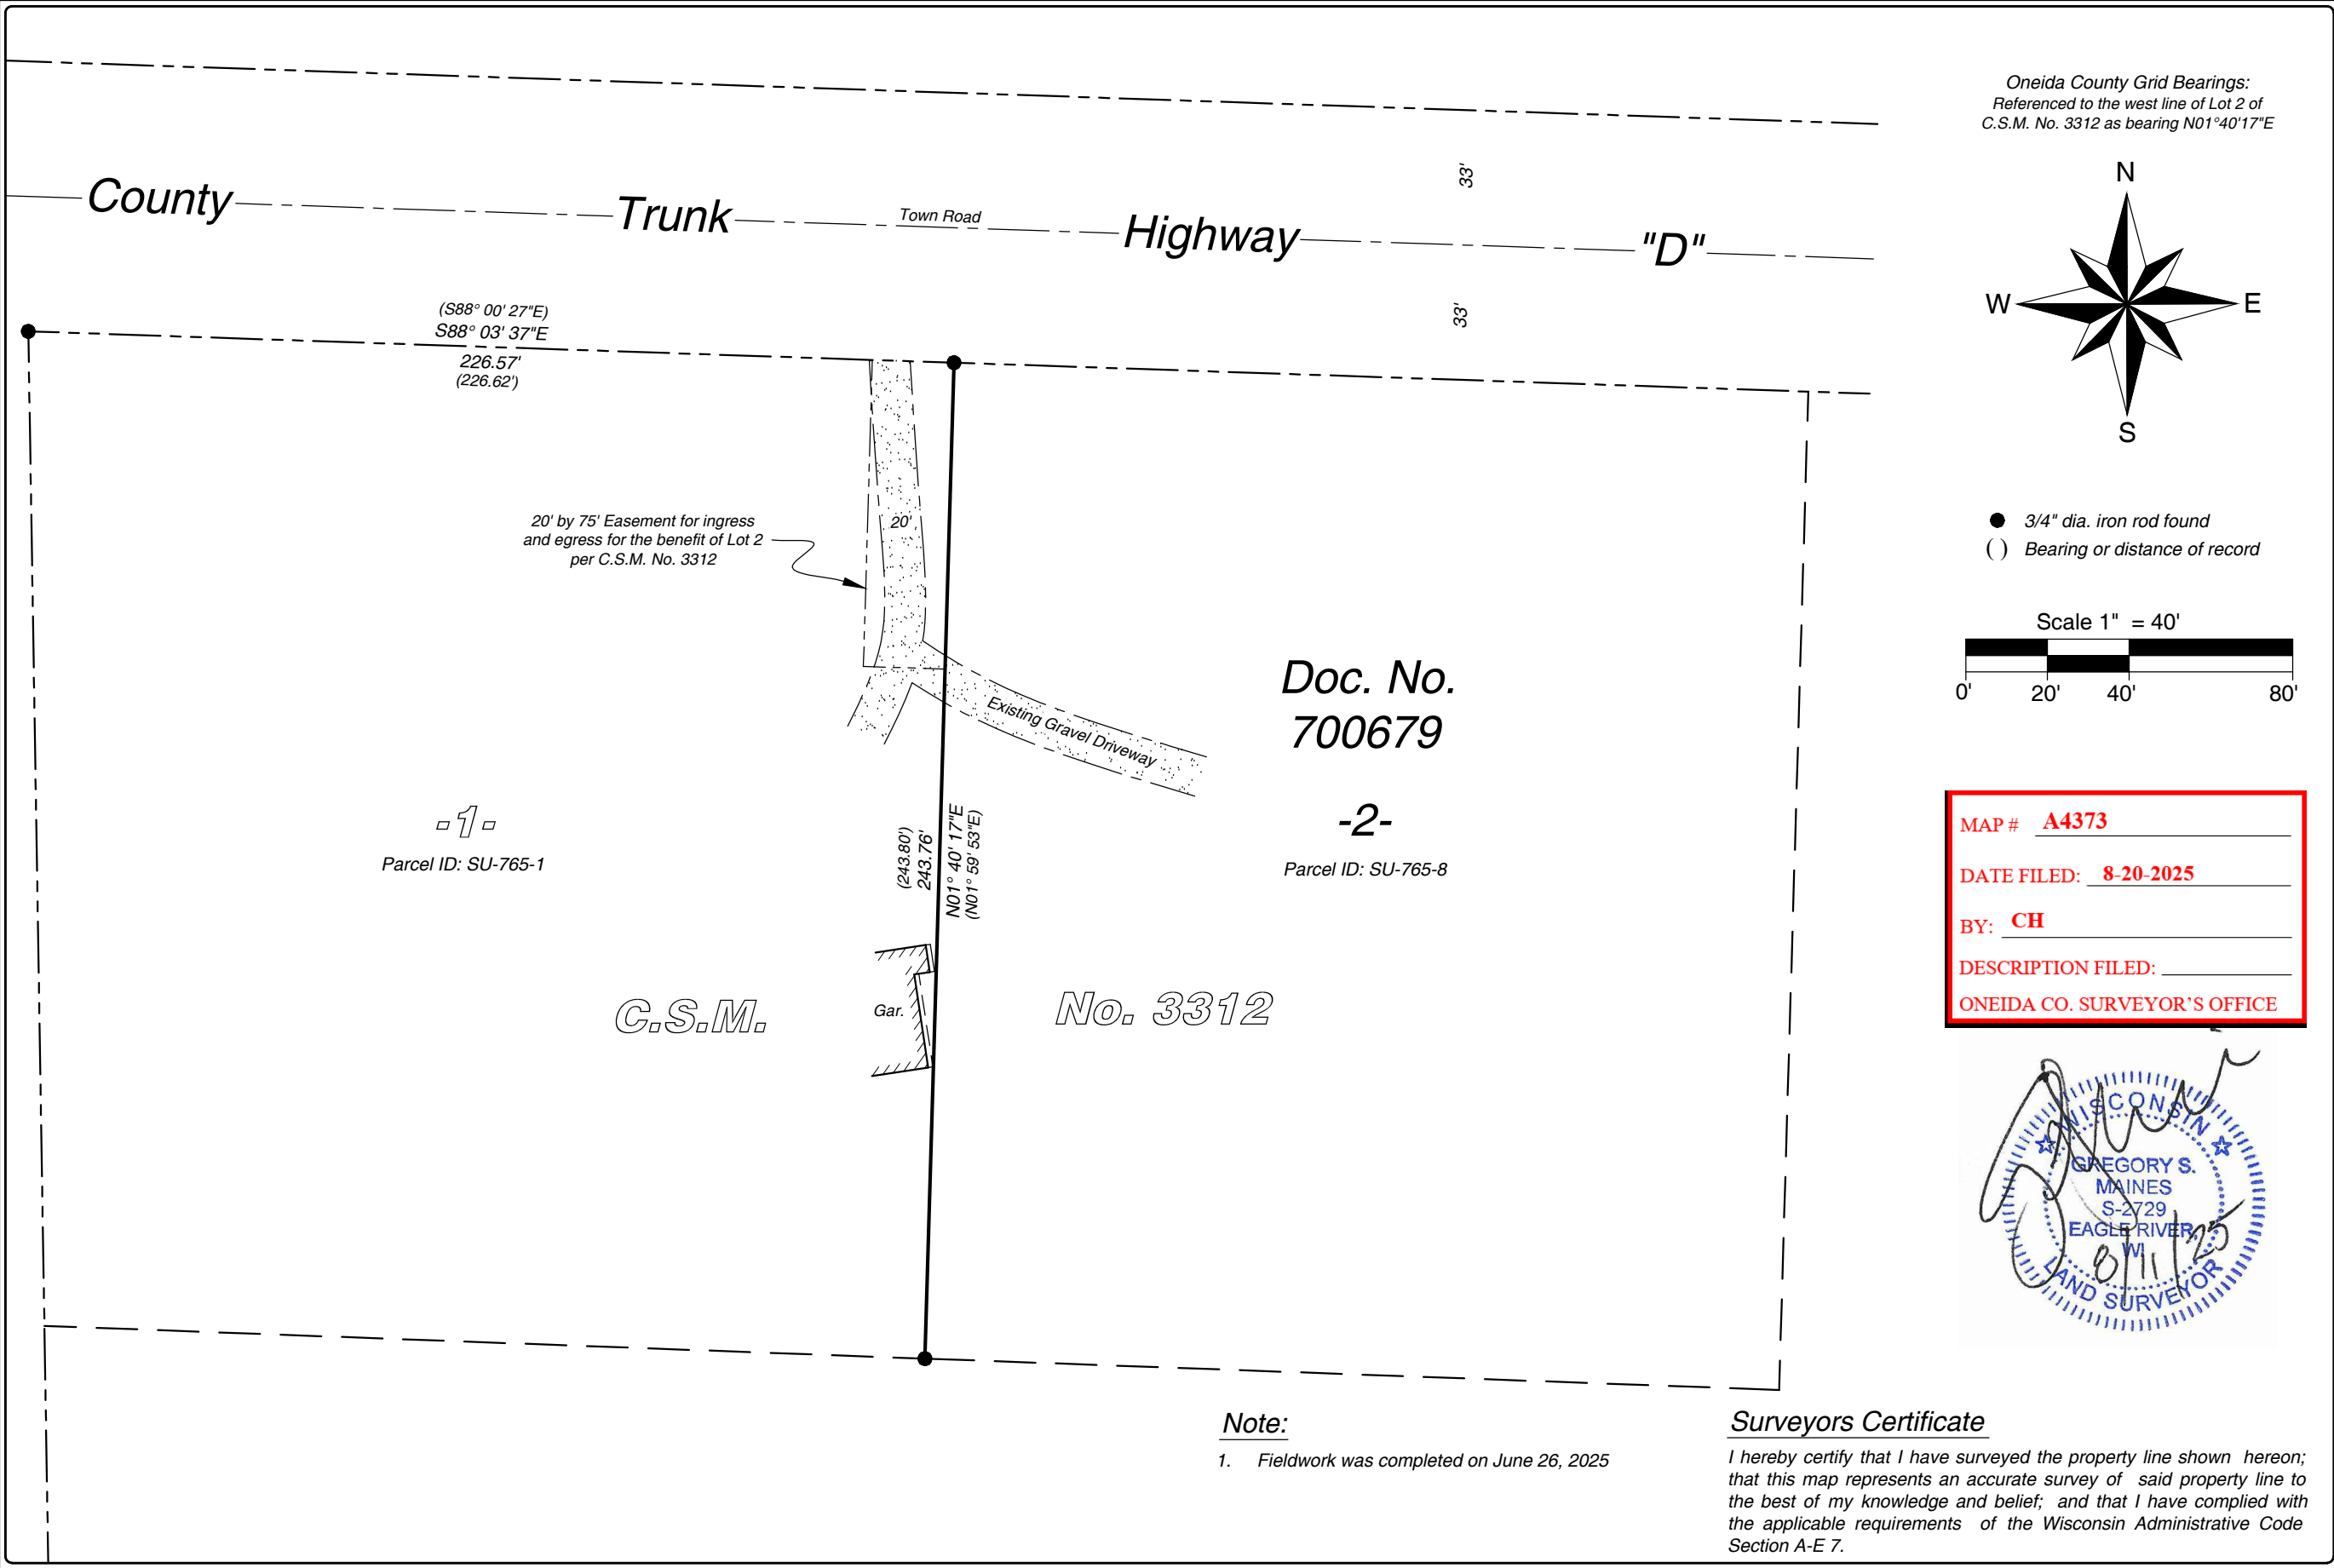 Oneida County Grid Bearings:
Referenced to the west line of Lot 2 of
C.S.M. No. 3312 as bearing N01°40'17"E
N
W
E
S
County Trunk Highway "D"
Town Road
33'
33'
(S88° 00' 27"E)
S88° 03' 37"E
226.57'
(226.62')
20' by 75' Easement for ingress
and egress for the benefit of Lot 2
per C.S.M. No. 3312
20'
Existing Gravel Driveway
Doc. No.
700679
-1-
Parcel ID: SU-765-1
-2-
Parcel ID: SU-765-8
(243.80')
243.76'
N01° 40' 17"E
(N01° 59' 53"E)
Gar.
C.S.M. No. 3312
3/4" dia. iron rod found
( ) Bearing or distance of record
Scale 1" = 40'
0' 20' 40' 80'
MAP # A4373
DATE FILED: 8-20-2025
BY: CH
DESCRIPTION FILED:
ONEIDA CO. SURVEYOR'S OFFICE
WISCONSIN
GREGORY S.
MAINES
S-2729
EAGLE RIVER,
WI
LAND SURVEYOR
8/11/25
Note:
1. Fieldwork was completed on June 26, 2025
Surveyors Certificate
I hereby certify that I have surveyed the property line shown hereon;
that this map represents an accurate survey of said property line to
the best of my knowledge and belief; and that I have complied with
the applicable requirements of the Wisconsin Administrative Code
Section A-E 7.